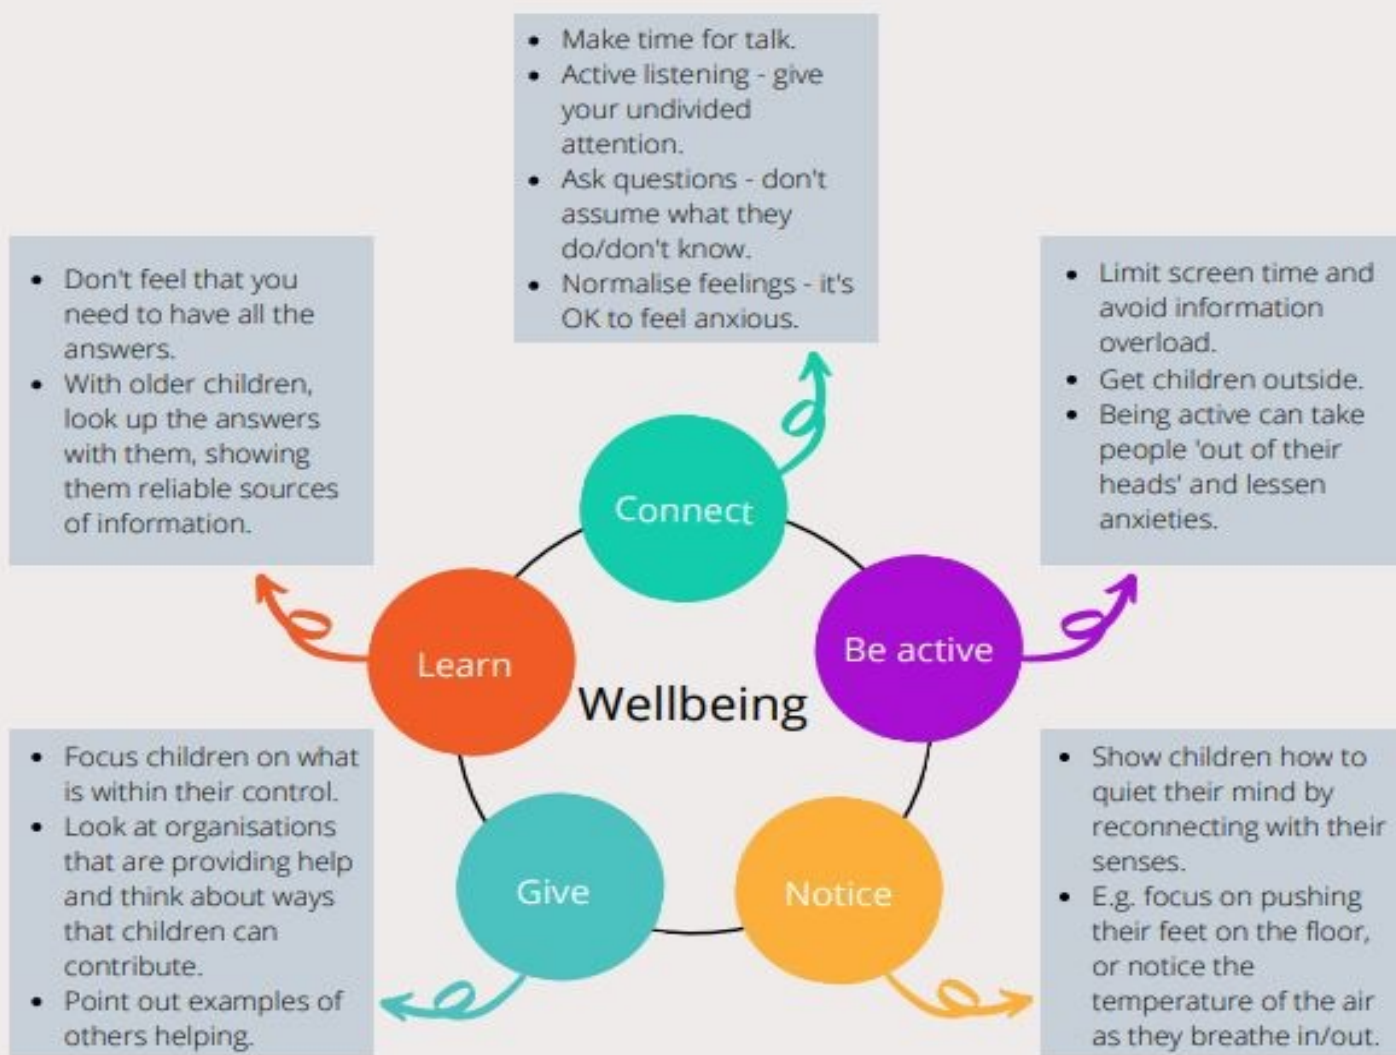 • Make time for talk.
• Active listening - give
your undivided
attention.
• Ask questions - don't
assume what they
do/don't know.
• Normalise feelings - it's
OK to feel anxious.
• Don't feel that you
need to have all the
answers.
• With older children,
look up the answers
with them, showing
them reliable sources
of information.
• Limit screen time and
avoid information
overload.
• Get children outside.
• Being active can take
people 'out of their
heads' and lessen
anxieties.
Connect
Learn
Be active
Wellbeing
Give
Notice
• Focus children on what
is within their control.
• Look at organisations
that are providing help
and think about ways
that children can
contribute.
• Point out examples of
others helping.
• Show children how to
quiet their mind by
reconnecting with their
senses.
• E.g. focus on pushing
their feet on the floor,
or notice the
temperature of the air
as they breathe in/out.